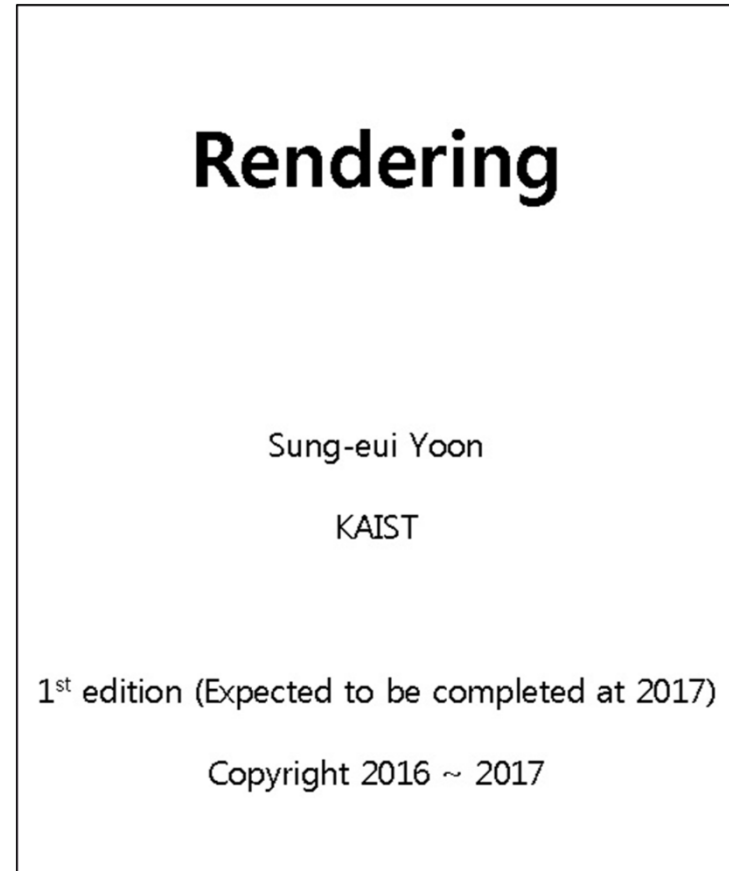 Rendering
Sung-eui Yoon
KAIST
1st edition (Expected to be completed at 2017)
Copyright 2016 ~ 2017